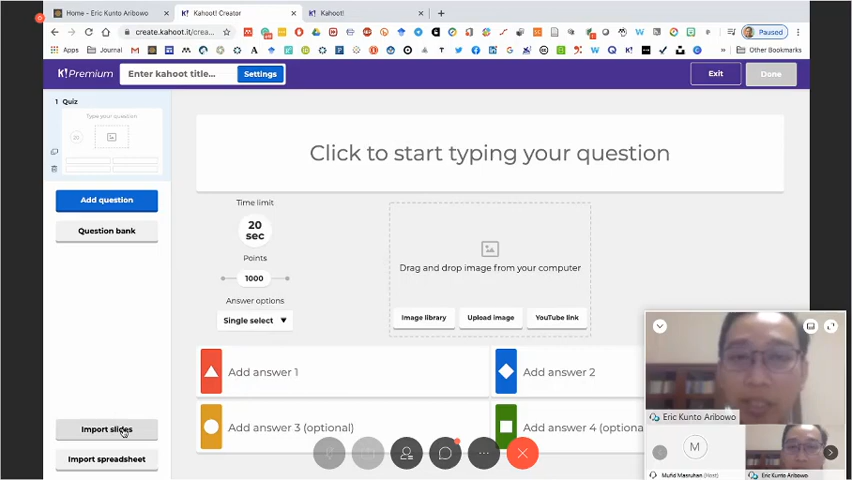 Home - Eric Kunto Aribowo
Kahoot! Creator
Kahoot!
create.kahoot.it/crea...
Paused
Apps
Journal
Other Bookmarks
K! Premium
Enter kahoot title...
Settings
Exit
Done
1 Quiz
Type your question
20
Click to start typing your question
Add question
Question bank
Time limit
20
sec
Points
1000
Answer options
Single select
Drag and drop image from your computer
Image library
Upload image
YouTube link
Add answer 1
Add answer 2
Add answer 3 (optional)
Add answer 4 (optiona
Import slides
Import spreadsheet
Eric Kunto Aribowo
M
Mufid Masruhan (Host)
Eric Kunto Aribowo